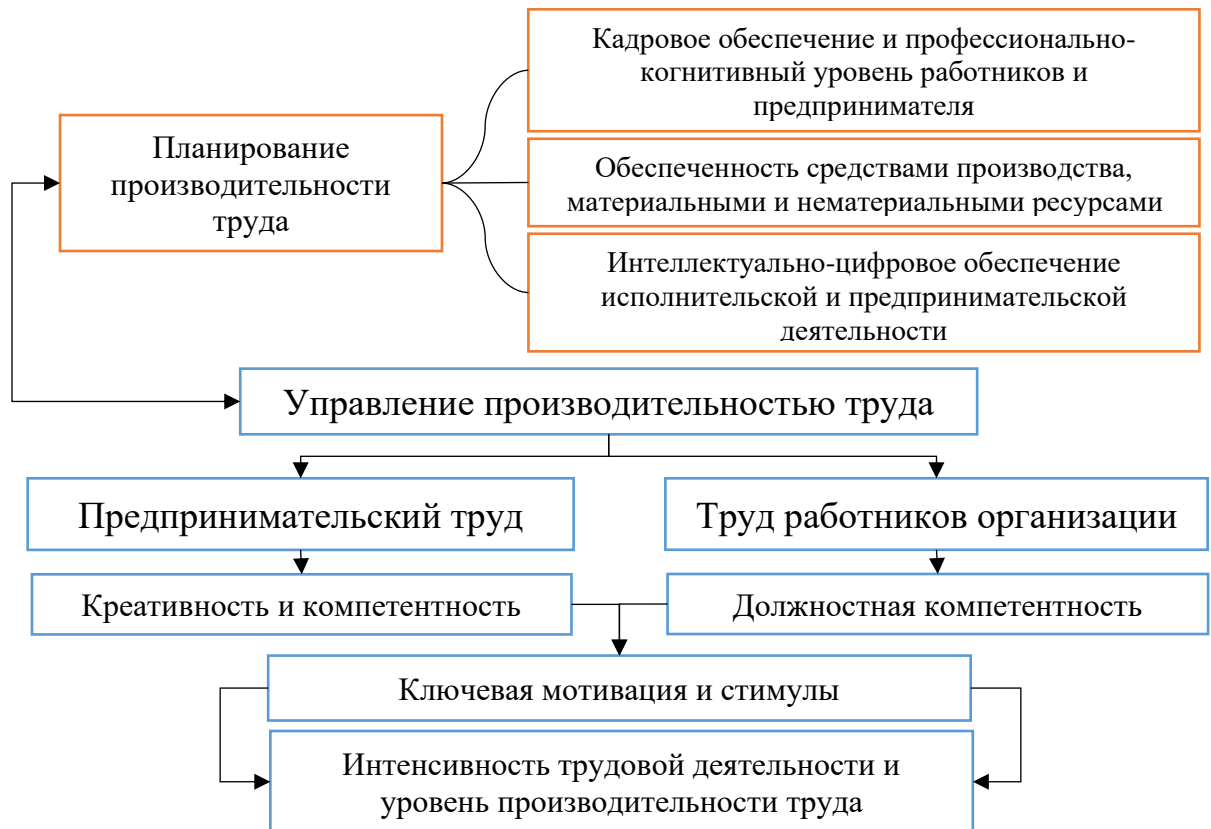 Кадровое обеспечение и профессионально-
когнитивный уровень работников и
предпринимателя
Планирование
производительности
труда
Обеспеченность средствами производства,
материальными и нематериальными ресурсами
Интеллектуально-цифровое обеспечение
исполнительской и предпринимательской
деятельности
Управление производительностью труда
Предпринимательский труд
Труд работников организации
Креативность и компетентность
Должностная компетентность
Ключевая мотивация и стимулы
Интенсивность трудовой деятельности и
уровень производительности труда